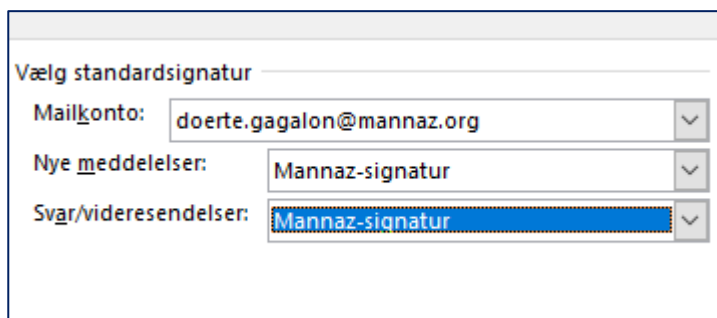 Vælg standardsignatur
Mailkonto: doerte.gagalon@mannaz.org
Nye meddelelser: Mannaz-signatur
Svar/videresendelser: Mannaz-signatur